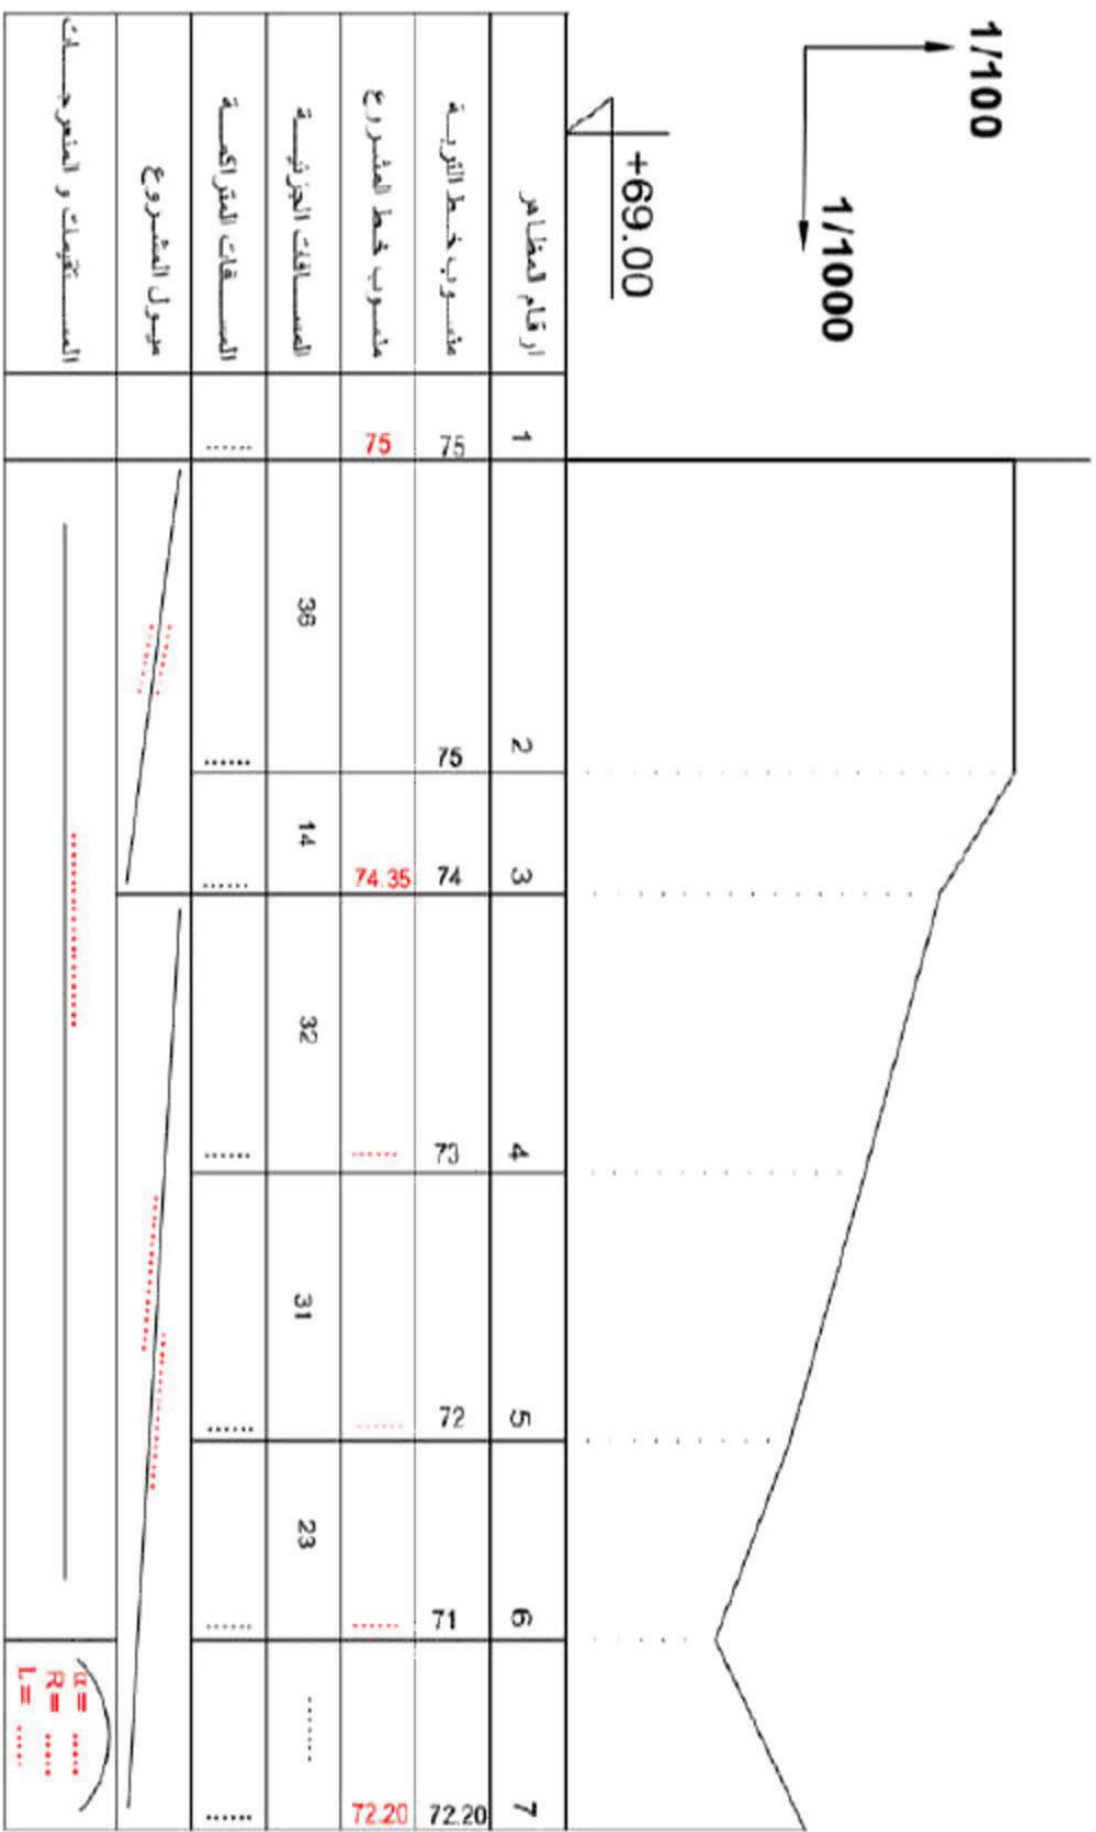 1/100
1/1000
+69.00
ارقام المظاهر 1 2 3 4 5 6 7
منسوب خط التربة 75 75 74 73 72 71 72.20
منسوب خط المشروع 75 74.35 ...... ...... ...... 72.20
المسافات الجزئية 36 14 32 31 23 ......
المسافات المتراكمة ...... ...... ...... ...... ...... ...... ......
ميول المشروع
المستقيمات و المنعرجات
α= .....
R= .....
L= .....